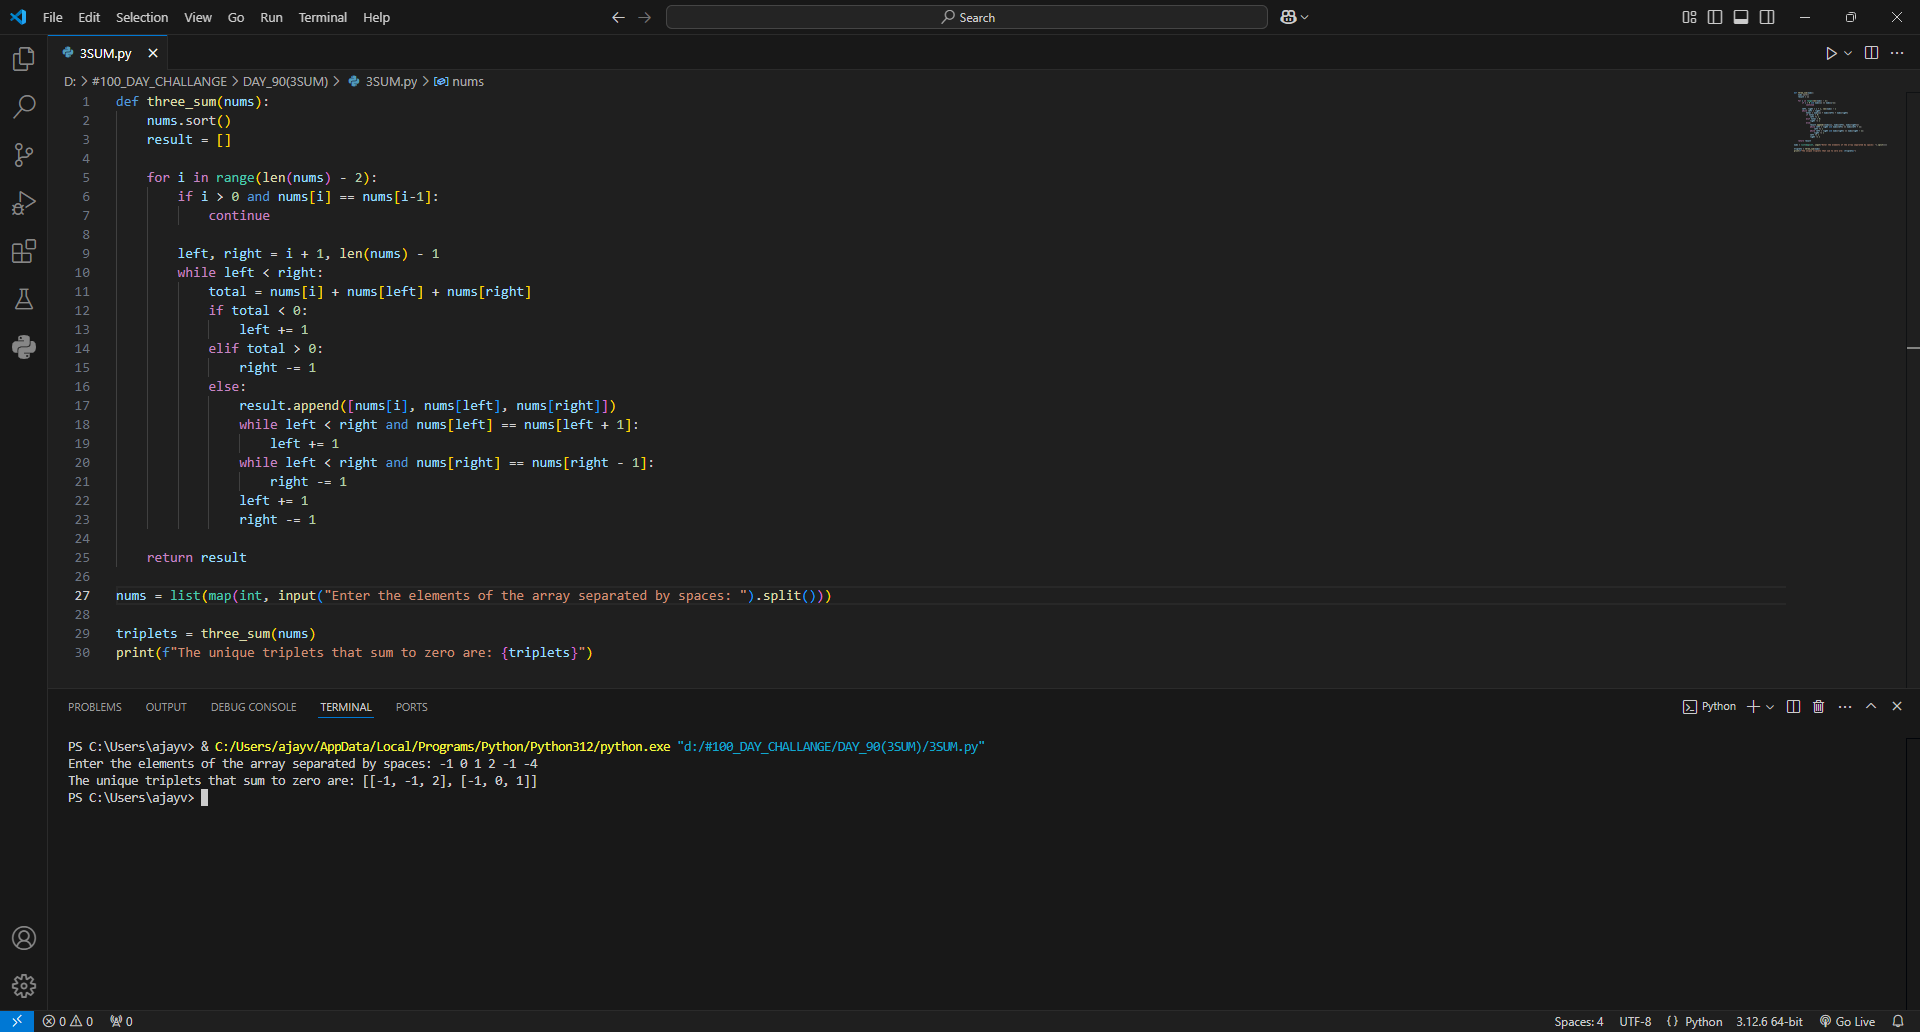 File Edit Selection View Go Run Terminal Help Search
3SUM.py
D: > #100_DAY_CHALLANGE > DAY_90(3SUM) > 3SUM.py > nums
1 def three_sum(nums):
2     nums.sort()
3     result = []
4
5     for i in range(len(nums) - 2):
6         if i > 0 and nums[i] == nums[i-1]:
7             continue
8
9         left, right = i + 1, len(nums) - 1
10         while left < right:
11             total = nums[i] + nums[left] + nums[right]
12             if total < 0:
13                 left += 1
14             elif total > 0:
15                 right -= 1
16             else:
17                 result.append([nums[i], nums[left], nums[right]])
18                 while left < right and nums[left] == nums[left + 1]:
19                     left += 1
20                 while left < right and nums[right] == nums[right - 1]:
21                     right -= 1
22                 left += 1
23                 right -= 1
24
25     return result
26
27 nums = list(map(int, input("Enter the elements of the array separated by spaces: ").split()))
28
29 triplets = three_sum(nums)
30 print(f"The unique triplets that sum to zero are: {triplets}")
PROBLEMS OUTPUT DEBUG CONSOLE TERMINAL PORTS Python
PS C:\Users\ajayv> & C:/Users/ajayv/AppData/Local/Programs/Python/Python312/python.exe "d:/#100_DAY_CHALLANGE/DAY_90(3SUM)/3SUM.py"
Enter the elements of the array separated by spaces: -1 0 1 2 -1 -4
The unique triplets that sum to zero are: [[-1, -1, 2], [-1, 0, 1]]
PS C:\Users\ajayv>
0 0 0 Spaces: 4 UTF-8 {} Python 3.12.6 64-bit Go Live